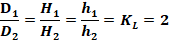 D₁/D₂ = H₁/H₂ = h₁/h₂ = K_L = 2